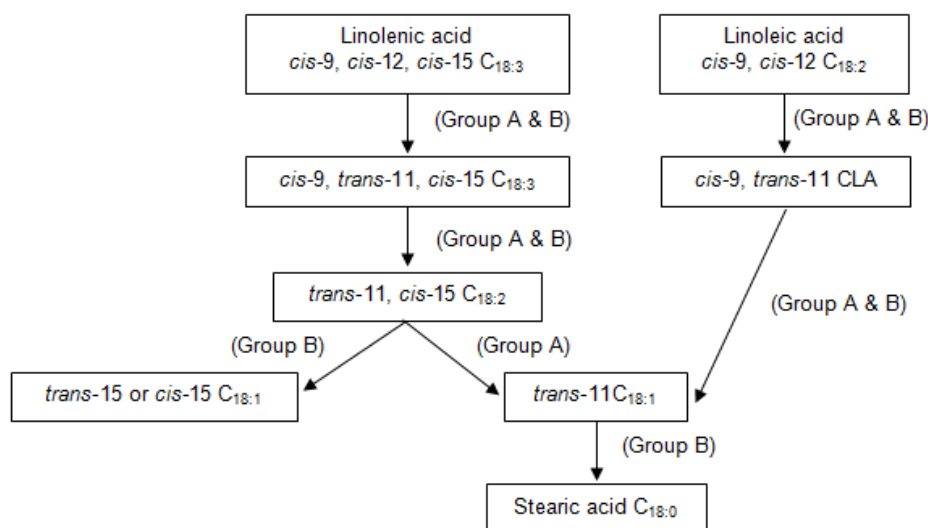 Linolenic acid
cis-9, cis-12, cis-15 C18:3
Linoleic acid
cis-9, cis-12 C18:2
(Group A & B)
(Group A & B)
cis-9, trans-11, cis-15 C18:3
cis-9, trans-11 CLA
(Group A & B)
trans-11, cis-15 C18:2
(Group A & B)
(Group B)
(Group A)
trans-15 or cis-15 C18:1
trans-11C18:1
(Group B)
Stearic acid C18:0